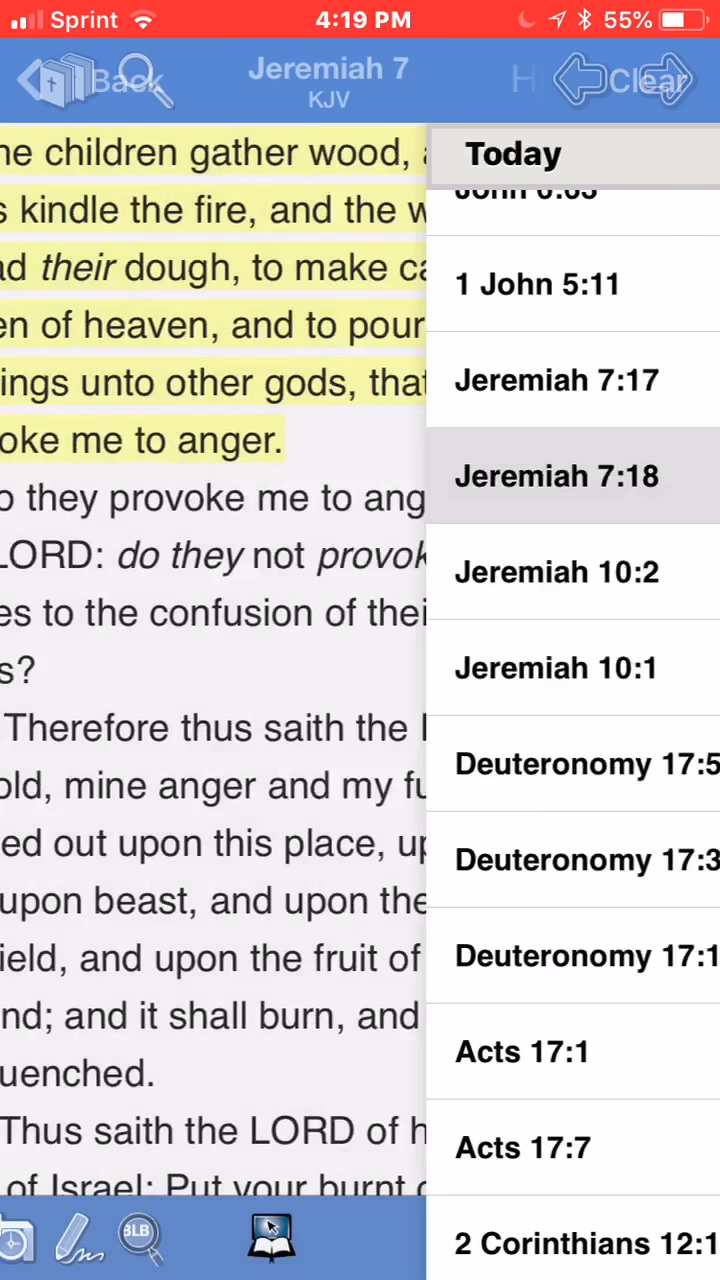 Sprint 4:19 PM 55%
Back Jeremiah 7 H Clear
KJV
he children gather wood, a
s kindle the fire, and the w
ad their dough, to make ca
en of heaven, and to pour
ings unto other gods, that
oke me to anger.
o they provoke me to ang
LORD: do they not provok
es to the confusion of thei
s?
Therefore thus saith the l
old, mine anger and my fu
ed out upon this place, up
upon beast, and upon the
ield, and upon the fruit of
nd; and it shall burn, and
uenched.
Thus saith the LORD of h
of Israel: Put your burnt o
Today
John 6:63
1 John 5:11
Jeremiah 7:17
Jeremiah 7:18
Jeremiah 10:2
Jeremiah 10:1
Deuteronomy 17:5
Deuteronomy 17:3
Deuteronomy 17:1
Acts 17:1
Acts 17:7
2 Corinthians 12:1
BLB